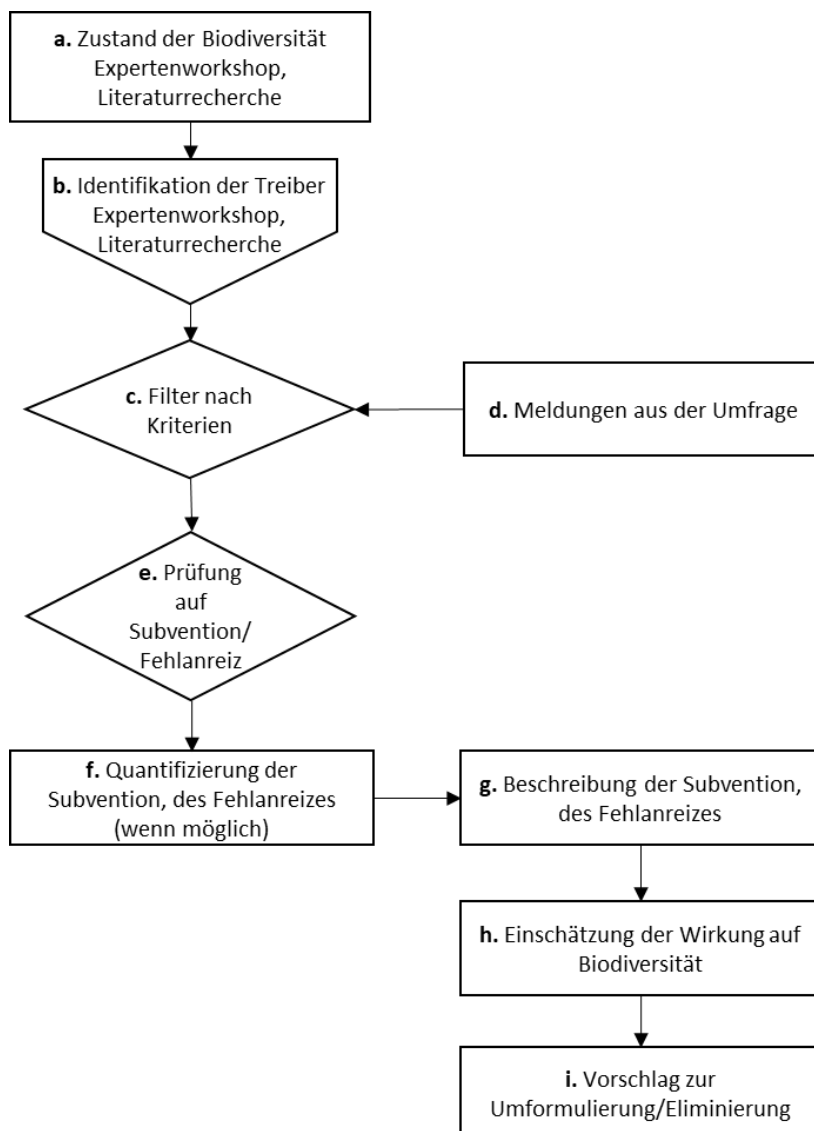 a. Zustand der Biodiversität
Expertenworkshop,
Literaturrecherche
b. Identifikation der Treiber
Expertenworkshop,
Literaturrecherche
c. Filter nach
Kriterien
d. Meldungen aus der Umfrage
e. Prüfung
auf
Subvention/
Fehlanreiz
f. Quantifizierung der
Subvention, des Fehlanreizes
(wenn möglich)
g. Beschreibung der Subvention,
des Fehlanreizes
h. Einschätzung der Wirkung auf
Biodiversität
i. Vorschlag zur
Umformulierung/Eliminierung